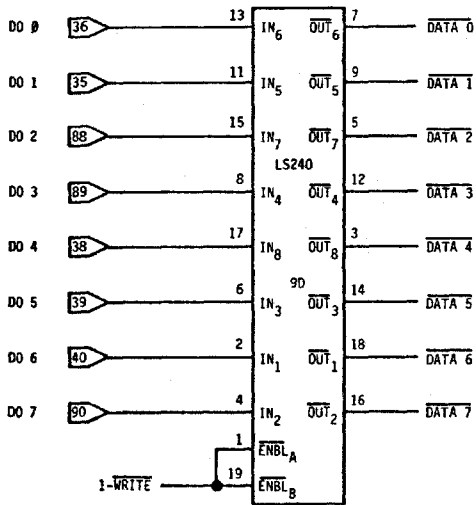 DO 0 36 13 IN6 OUT6 7 DATA 0
DO 1 35 11 IN5 OUT5 9 DATA 1
DO 2 88 15 IN7 OUT7 5 DATA 2
LS240
DO 3 89 8 IN4 OUT4 12 DATA 3
DO 4 38 17 IN8 OUT8 3 DATA 4
9D
DO 5 39 6 IN3 OUT3 14 DATA 5
DO 6 40 2 IN1 OUT1 18 DATA 6
DO 7 90 4 IN2 OUT2 16 DATA 7
1 ENBLA
1-WRITE 19 ENBLB